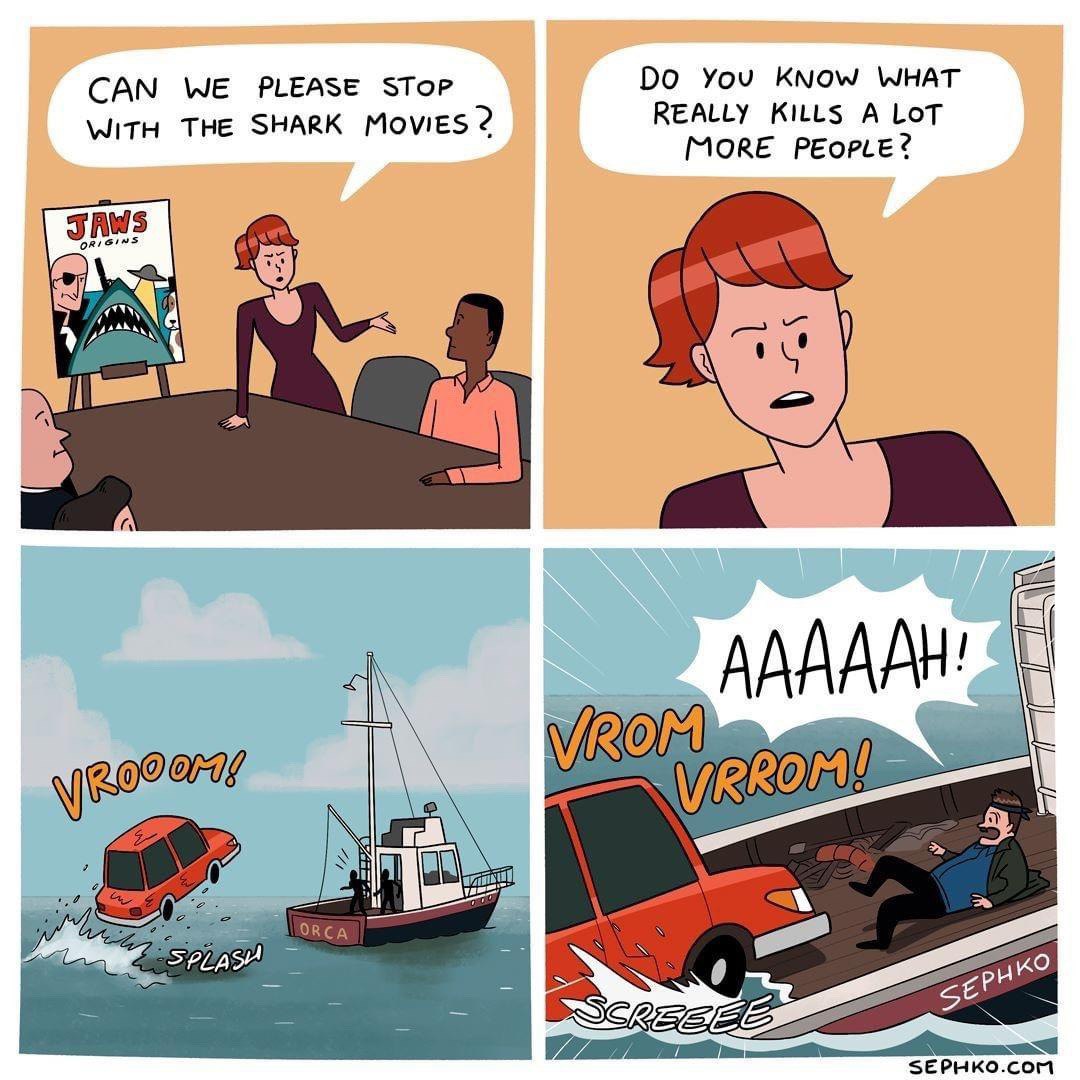 CAN WE PLEASE STOP
WITH THE SHARK MOVIES?
JAWS
ORIGINS
DO YOU KNOW WHAT
REALLY KILLS A LOT
MORE PEOPLE?
VROOOOM!
SPLASH
ORCA
AAAAAH!
VROM
VRROM!
SCREEEE
SEPHKO
SEPHKO.COM